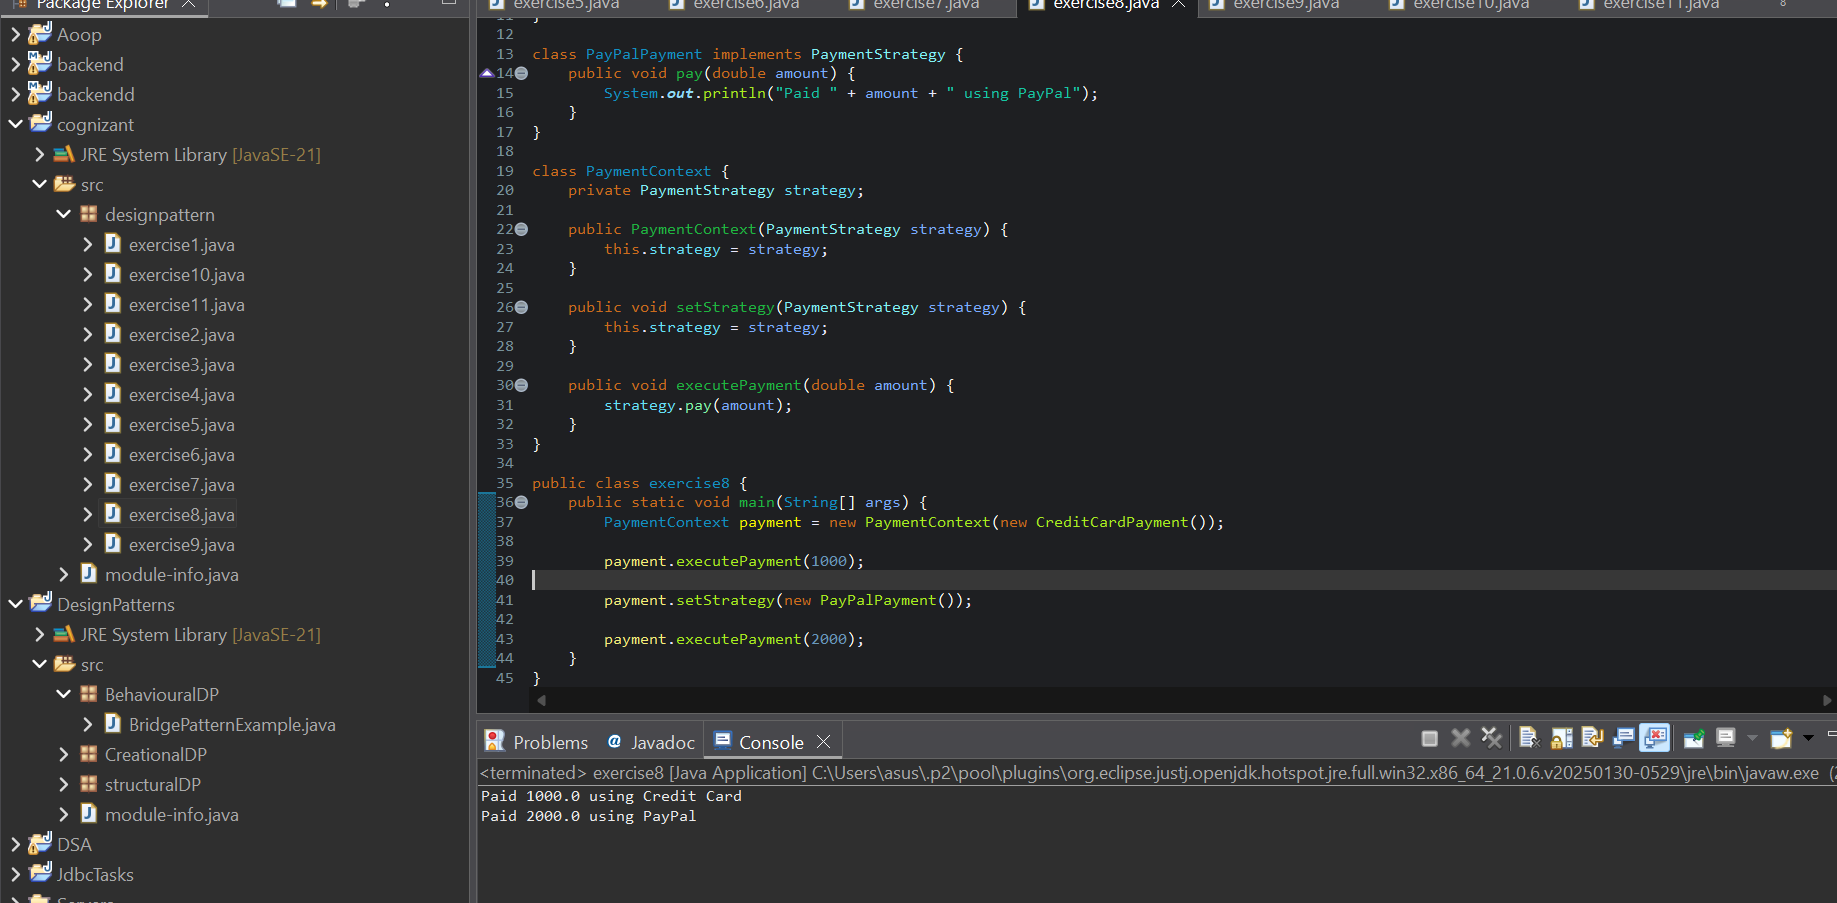 Package Explorer
Aoop
backend
backendd
cognizant
JRE System Library [JavaSE-21]
src
designpattern
exercise1.java
exercise10.java
exercise11.java
exercise2.java
exercise3.java
exercise4.java
exercise5.java
exercise6.java
exercise7.java
exercise8.java
exercise9.java
module-info.java
DesignPatterns
JRE System Library [JavaSE-21]
src
BehaviouralDP
BridgePatternExample.java
CreationalDP
structuralDP
module-info.java
DSA
JdbcTasks
Servers
exercise5.java exercise6.java exercise7.java exercise8.java exercise9.java exercise10.java exercise11.java 8
11 }
12
13 class PayPalPayment implements PaymentStrategy {
14 public void pay(double amount) {
15 System.out.println("Paid " + amount + " using PayPal");
16 }
17 }
18
19 class PaymentContext {
20 private PaymentStrategy strategy;
21
22 public PaymentContext(PaymentStrategy strategy) {
23 this.strategy = strategy;
24 }
25
26 public void setStrategy(PaymentStrategy strategy) {
27 this.strategy = strategy;
28 }
29
30 public void executePayment(double amount) {
31 strategy.pay(amount);
32 }
33 }
34
35 public class exercise8 {
36 public static void main(String[] args) {
37 PaymentContext payment = new PaymentContext(new CreditCardPayment());
38
39 payment.executePayment(1000);
40
41 payment.setStrategy(new PayPalPayment());
42
43 payment.executePayment(2000);
44 }
45 }
Problems @ Javadoc Console
<terminated> exercise8 [Java Application] C:\Users\asus\.p2\pool\plugins\org.eclipse.justj.openjdk.hotspot.jre.full.win32.x86_64_21.0.6.v20250130-0529\jre\bin\javaw.exe
Paid 1000.0 using Credit Card
Paid 2000.0 using PayPal